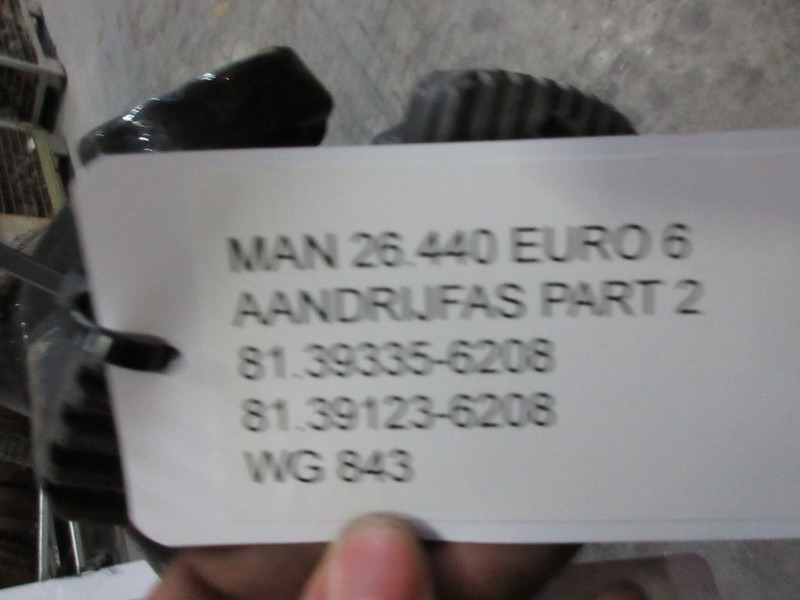 MAN 26.440 EURO 6
AANDRIJFAS PART 2
81.39335-6208
81.39123-6208
WG 843